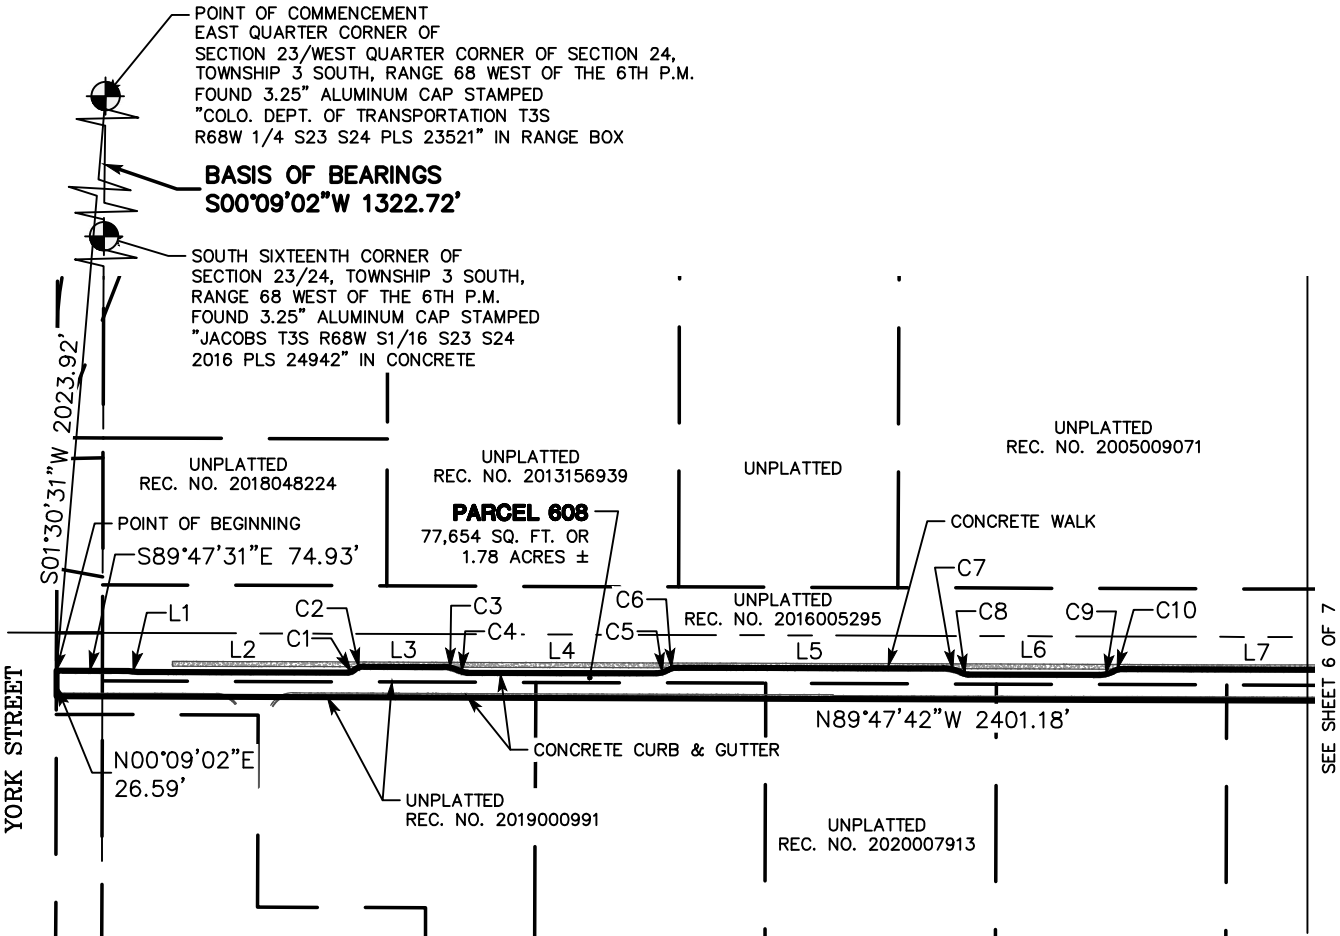 POINT OF COMMENCEMENT
EAST QUARTER CORNER OF
SECTION 23/WEST QUARTER CORNER OF SECTION 24,
TOWNSHIP 3 SOUTH, RANGE 68 WEST OF THE 6TH P.M.
FOUND 3.25" ALUMINUM CAP STAMPED
"COLO. DEPT. OF TRANSPORTATION T3S
R68W 1/4 S23 S24 PLS 23521" IN RANGE BOX
BASIS OF BEARINGS
S00°09'02"W 1322.72'
SOUTH SIXTEENTH CORNER OF
SECTION 23/24, TOWNSHIP 3 SOUTH,
RANGE 68 WEST OF THE 6TH P.M.
FOUND 3.25" ALUMINUM CAP STAMPED
"JACOBS T3S R68W S1/16 S23 S24
2016 PLS 24942" IN CONCRETE
S01°30'31"W 2023.92'
UNPLATTED
REC. NO. 2018048224
UNPLATTED
REC. NO. 2013156939
UNPLATTED
UNPLATTED
REC. NO. 2005009071
PARCEL 608
77,654 SQ. FT. OR
1.78 ACRES ±
POINT OF BEGINNING
S89°47'31"E 74.93'
CONCRETE WALK
UNPLATTED
REC. NO. 2016005295
L1
C2
C1
C3
C4
C6
C5
C7
C8
C9
C10
L2
L3
L4
L5
L6
L7
N89°47'42"W 2401.18'
N00°09'02"E
26.59'
CONCRETE CURB & GUTTER
UNPLATTED
REC. NO. 2019000991
UNPLATTED
REC. NO. 2020007913
YORK STREET
SEE SHEET 6 OF 7